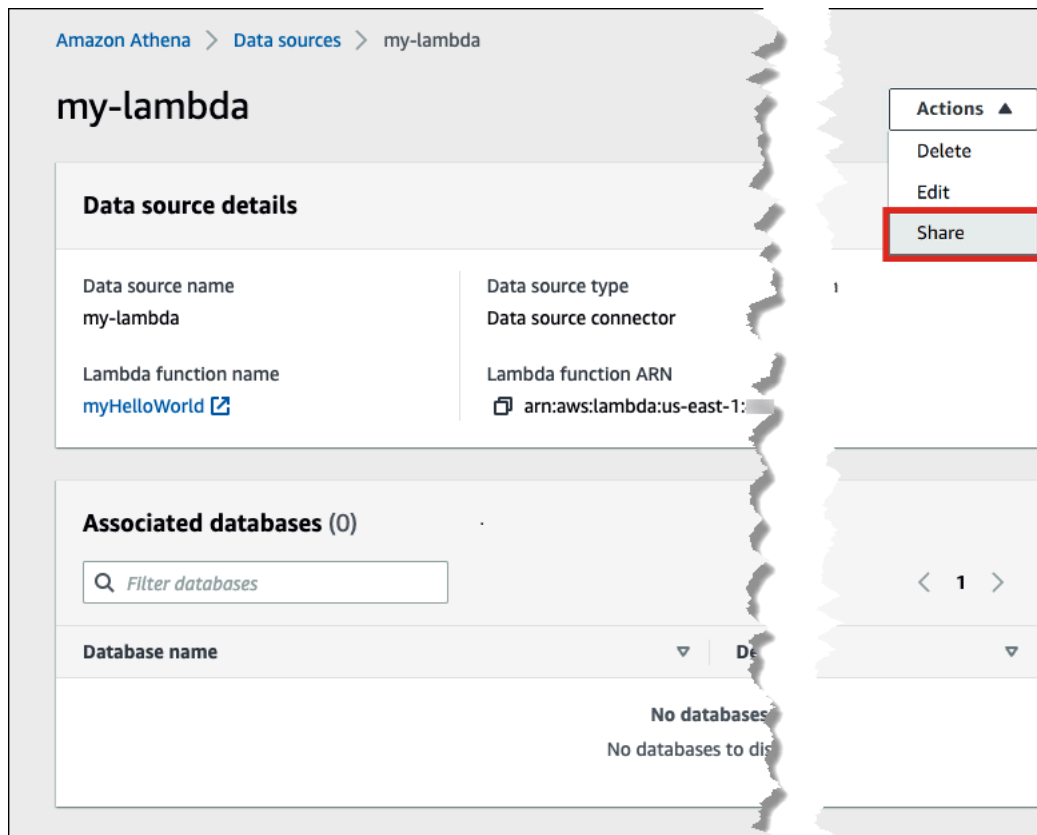 Amazon Athena > Data sources > my-lambda
my-lambda
Actions ▲
Delete
Edit
Share
Data source details
Data source name
my-lambda
Data source type
Data source connector
Lambda function name
myHelloWorld
Lambda function ARN
arn:aws:lambda:us-east-1:
Associated databases (0)
Filter databases
< 1 >
Database name
No databases
No databases to